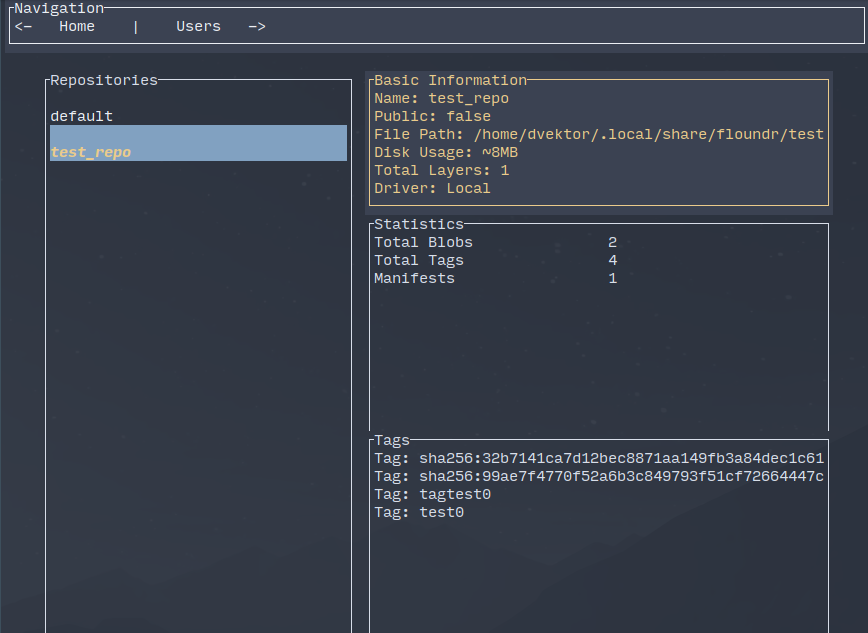 Navigation
<— Home | Users —>
Repositories
default
test_repo
Basic Information
Name: test_repo
Public: false
File Path: /home/dvektor/.local/share/floundr/test
Disk Usage: ~8MB
Total Layers: 1
Driver: Local
Statistics
Total Blobs 2
Total Tags 4
Manifests 1
Tags
Tag: sha256:32b7141ca7d12bec8871aa149fb3a84dec1c61
Tag: sha256:99ae7f4770f52a6b3c849793f51cf72664447c
Tag: tagtest0
Tag: test0